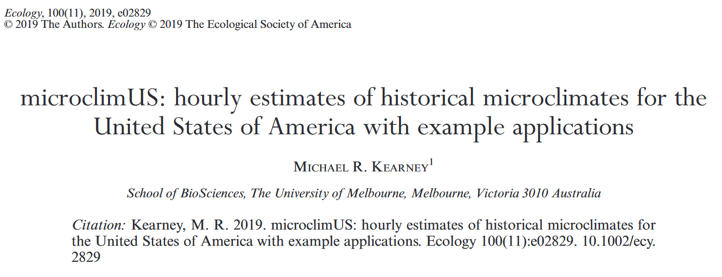 Ecology, 100(11), 2019, e02829
© 2019 The Authors. Ecology © 2019 The Ecological Society of America
microclimUS: hourly estimates of historical microclimates for the
United States of America with example applications
MICHAEL R. KEARNEY1
School of BioSciences, The University of Melbourne, Melbourne, Victoria 3010 Australia
Citation: Kearney, M. R. 2019. microclimUS: hourly estimates of historical microclimates for
the United States of America with example applications. Ecology 100(11):e02829. 10.1002/ecy.
2829